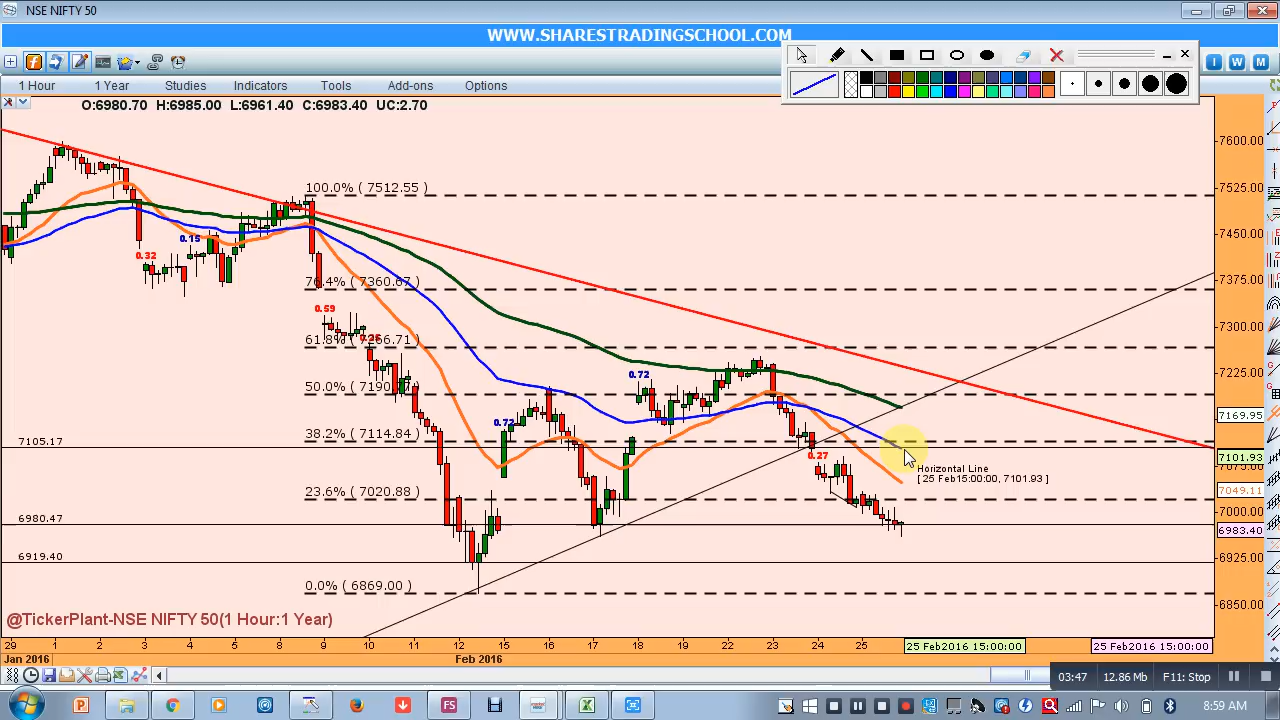 NSE NIFTY 50
WWW.SHARESTRADINGSCHOOL.COM
I W M
1 Hour 1 Year Studies Indicators Tools Add-ons Options
O:6980.70 H:6985.00 L:6961.40 C:6983.40 UC:2.70
7600.00
100.0% ( 7512.55 )
7525.00
7450.00
0.15
0.32
7375.00
76.4% ( 7360.67 )
0.59
7300.00
61.8%
0.72
7225.00
50.0%
7169.95
0.72
38.2% ( 7114.84 )
7105.17
7101.93
0.27
Horizontal Line
[ 25 Feb15:00:00, 7101.93 ]
23.6% ( 7020.88 )
7049.11
7000.00
6980.47
6983.40
6919.40
6925.00
0.0% ( 6869.00 )
6850.00
@TickerPlant-NSE NIFTY 50(1 Hour:1 Year)
29 1 2 3 4 5 8 9 10 11 12 15 16 17 18 19 22 23 24 25 25 Feb2016 15:00:00 25 Feb2016 15:00:00
Jan 2016 Feb 2016
03:47 12.86 Mb F11: Stop
8:59 AM